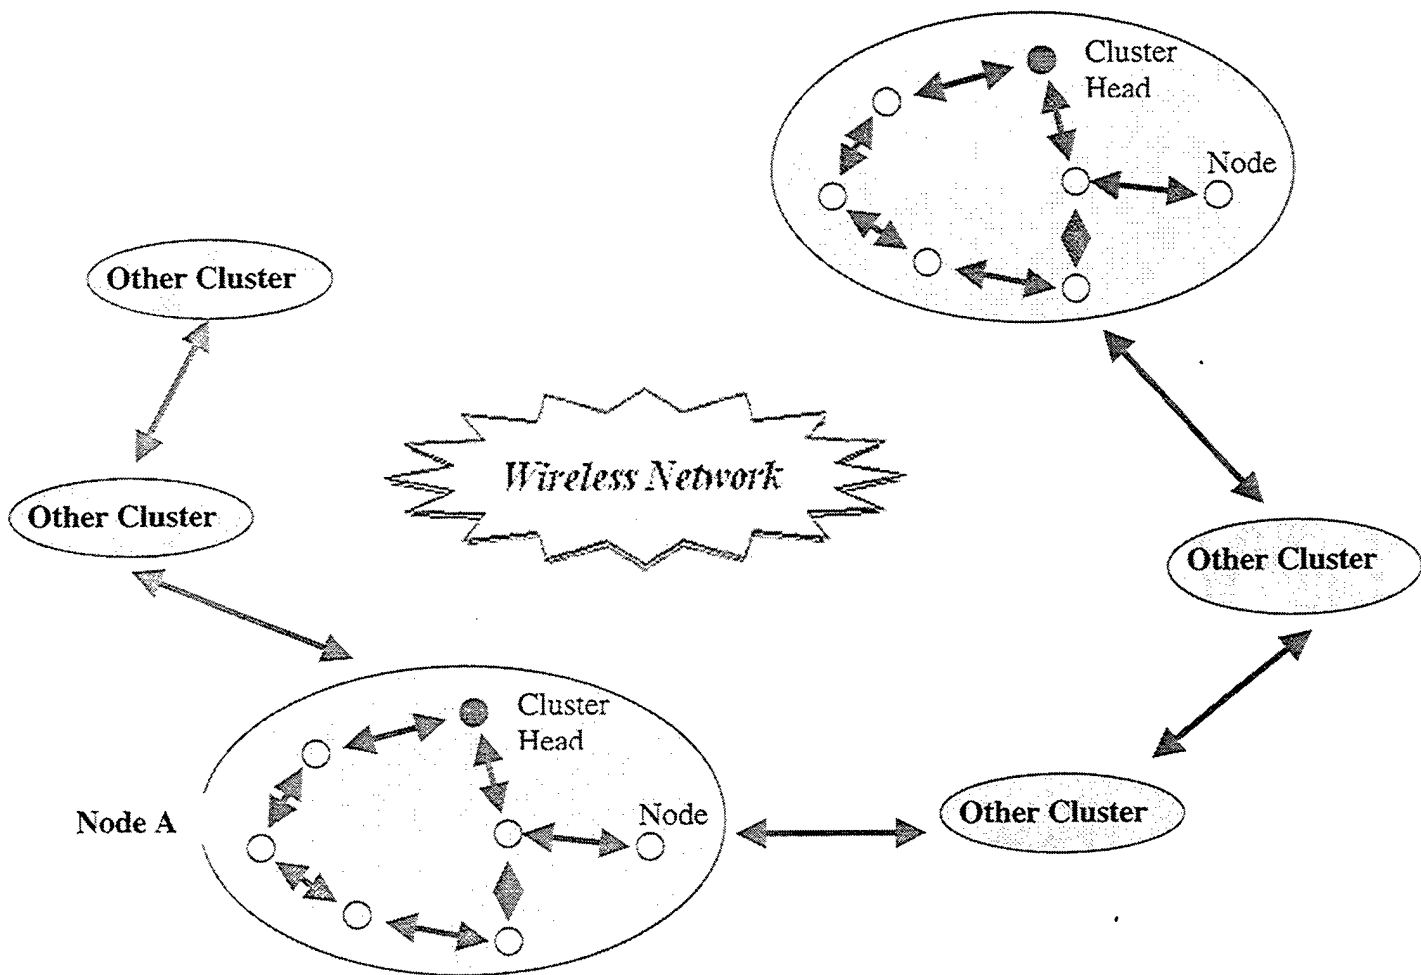 Cluster
Head
Node
Other Cluster
Wireless Network
Other Cluster
Other Cluster
Cluster
Head
Node
Node A
Other Cluster